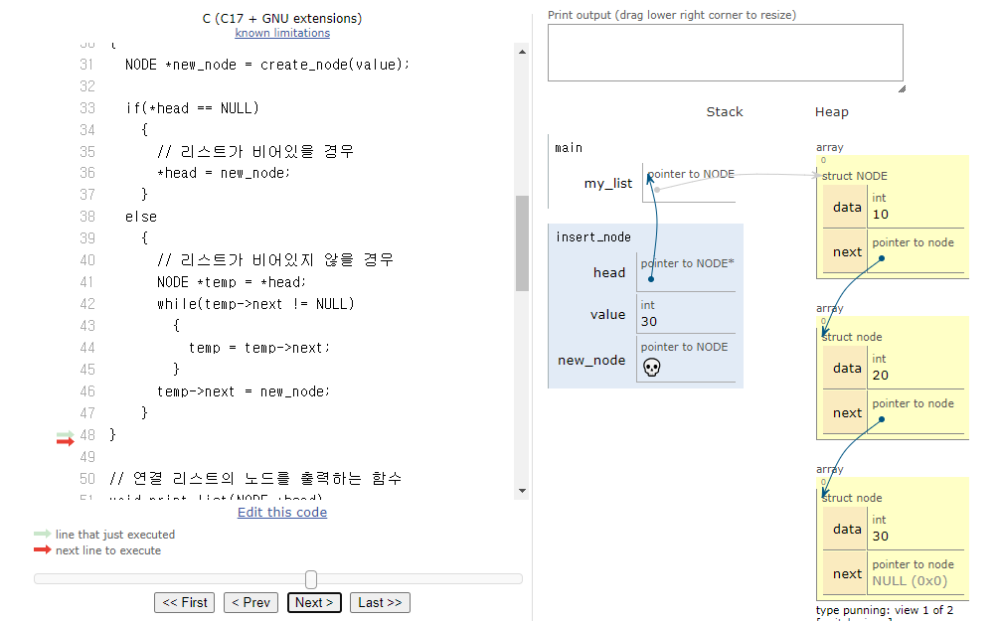 C (C17 + GNU extensions)
known limitations
30 {
31 NODE *new_node = create_node(value);
32
33 if(*head == NULL)
34 {
35 // 리스트가 비어있을 경우
36 *head = new_node;
37 }
38 else
39 {
40 // 리스트가 비어있지 않을 경우
41 NODE *temp = *head;
42 while(temp->next != NULL)
43 {
44 temp = temp->next;
45 }
46 temp->next = new_node;
47 }
48 }
49
50 // 연결 리스트의 노드를 출력하는 함수
51 void print_list(NODE *head)
Edit this code
line that just executed
next line to execute
<< First
< Prev
Next >
Last >>
Print output (drag lower right corner to resize)
Stack
Heap
main
my_list
pointer to NODE
insert_node
head
pointer to NODE*
value
int
30
new_node
pointer to NODE
array
0
struct NODE
data
int
10
next
pointer to node
array
0
struct node
data
int
20
next
pointer to node
array
0
struct node
data
int
30
next
pointer to node
NULL (0x0)
type punning: view 1 of 2